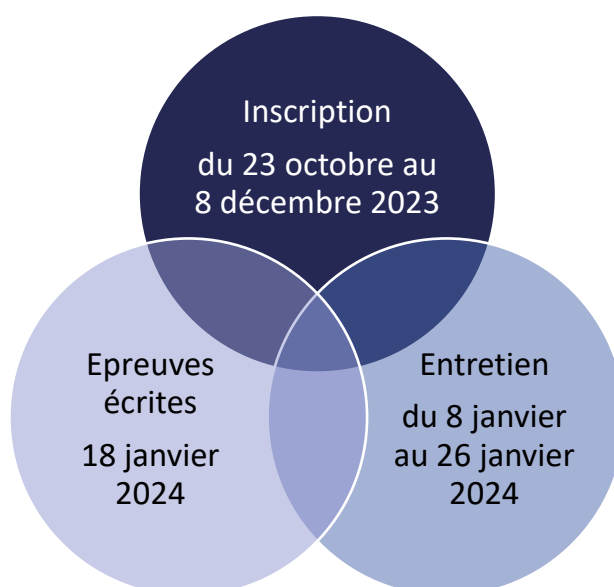 Inscription
du 23 octobre au
8 décembre 2023
Epreuves
écrites
18 janvier
2024
Entretien
du 8 janvier
au 26 janvier
2024